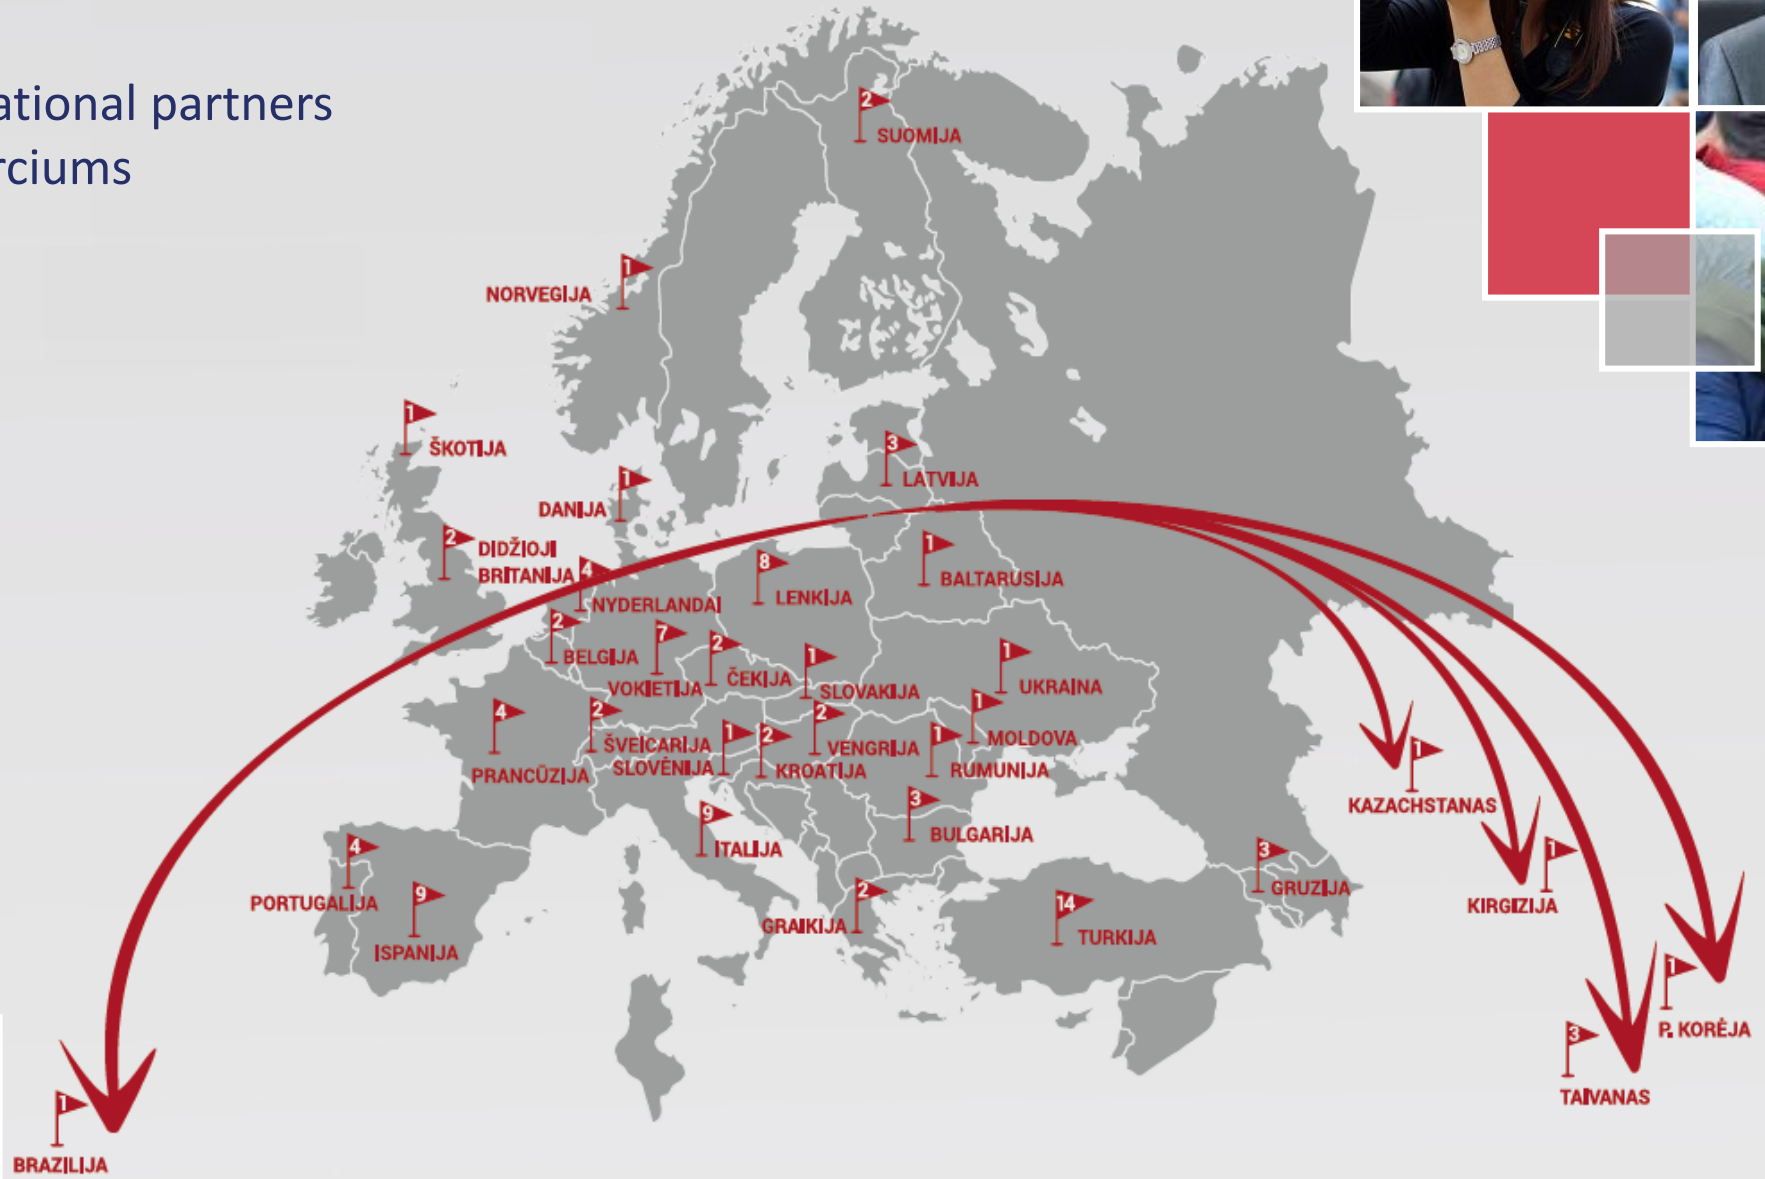 ational partners
rciums
2
SUOMIJA
1
NORVEGIJA
1
ŠKOTIJA
3
LATVIJA
1
DANIJA
2
DIDŽIOJI
BRITANIJA
4
NYDERLANDAI
8
LENKIJA
1
BALTARUSIJA
2
BELGIJA
7
VOKIETIJA
2
ČEKIJA
1
SLOVAKIJA
1
UKRAINA
4
PRANCŪZIJA
2
ŠVEICARIJA
1
SLOVĖNIJA
2
KROATIJA
2
VENGRIJA
1
RUMUNIJA
1
MOLDOVA
1
KAZACHSTANAS
9
ITALIJA
3
BULGARIJA
4
PORTUGALIJA
9
ISPANIJA
2
GRAIKIJA
14
TURKIJA
3
GRUZIJA
1
KIRGIZIJA
1
P. KORĖJA
3
TAIVANAS
1
BRAZILIJA